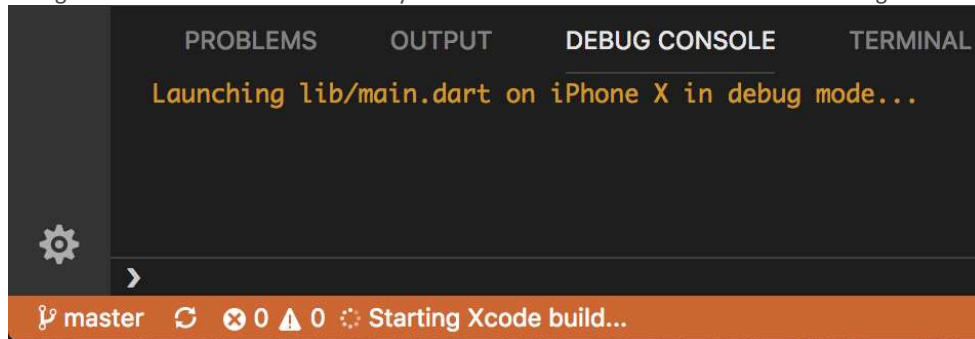 PROBLEMS OUTPUT DEBUG CONSOLE TERMINAL
Launching lib/main.dart on iPhone X in debug mode...
master 0 0 Starting Xcode build...